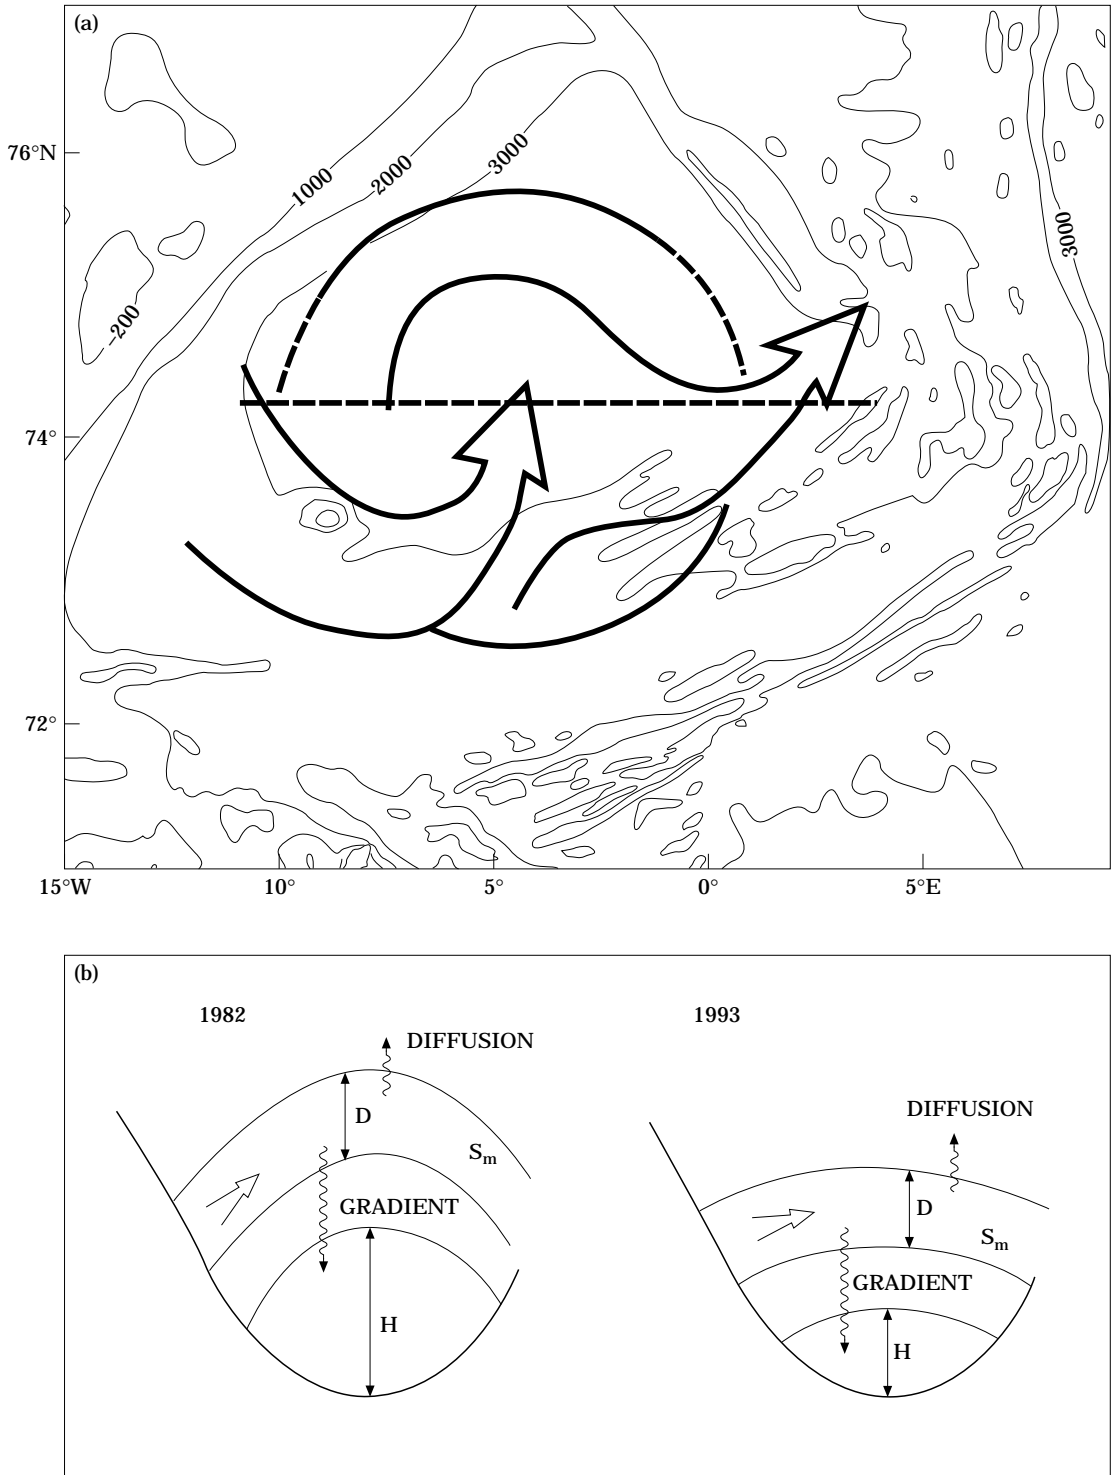 (a)
76°N
1000
2000
3000
3000
-200
74°
72°
15°W
10°
5°
0°
5°E
(b)
1982
1993
DIFFUSION
DIFFUSION
D
Sm
GRADIENT
H
D
Sm
GRADIENT
H